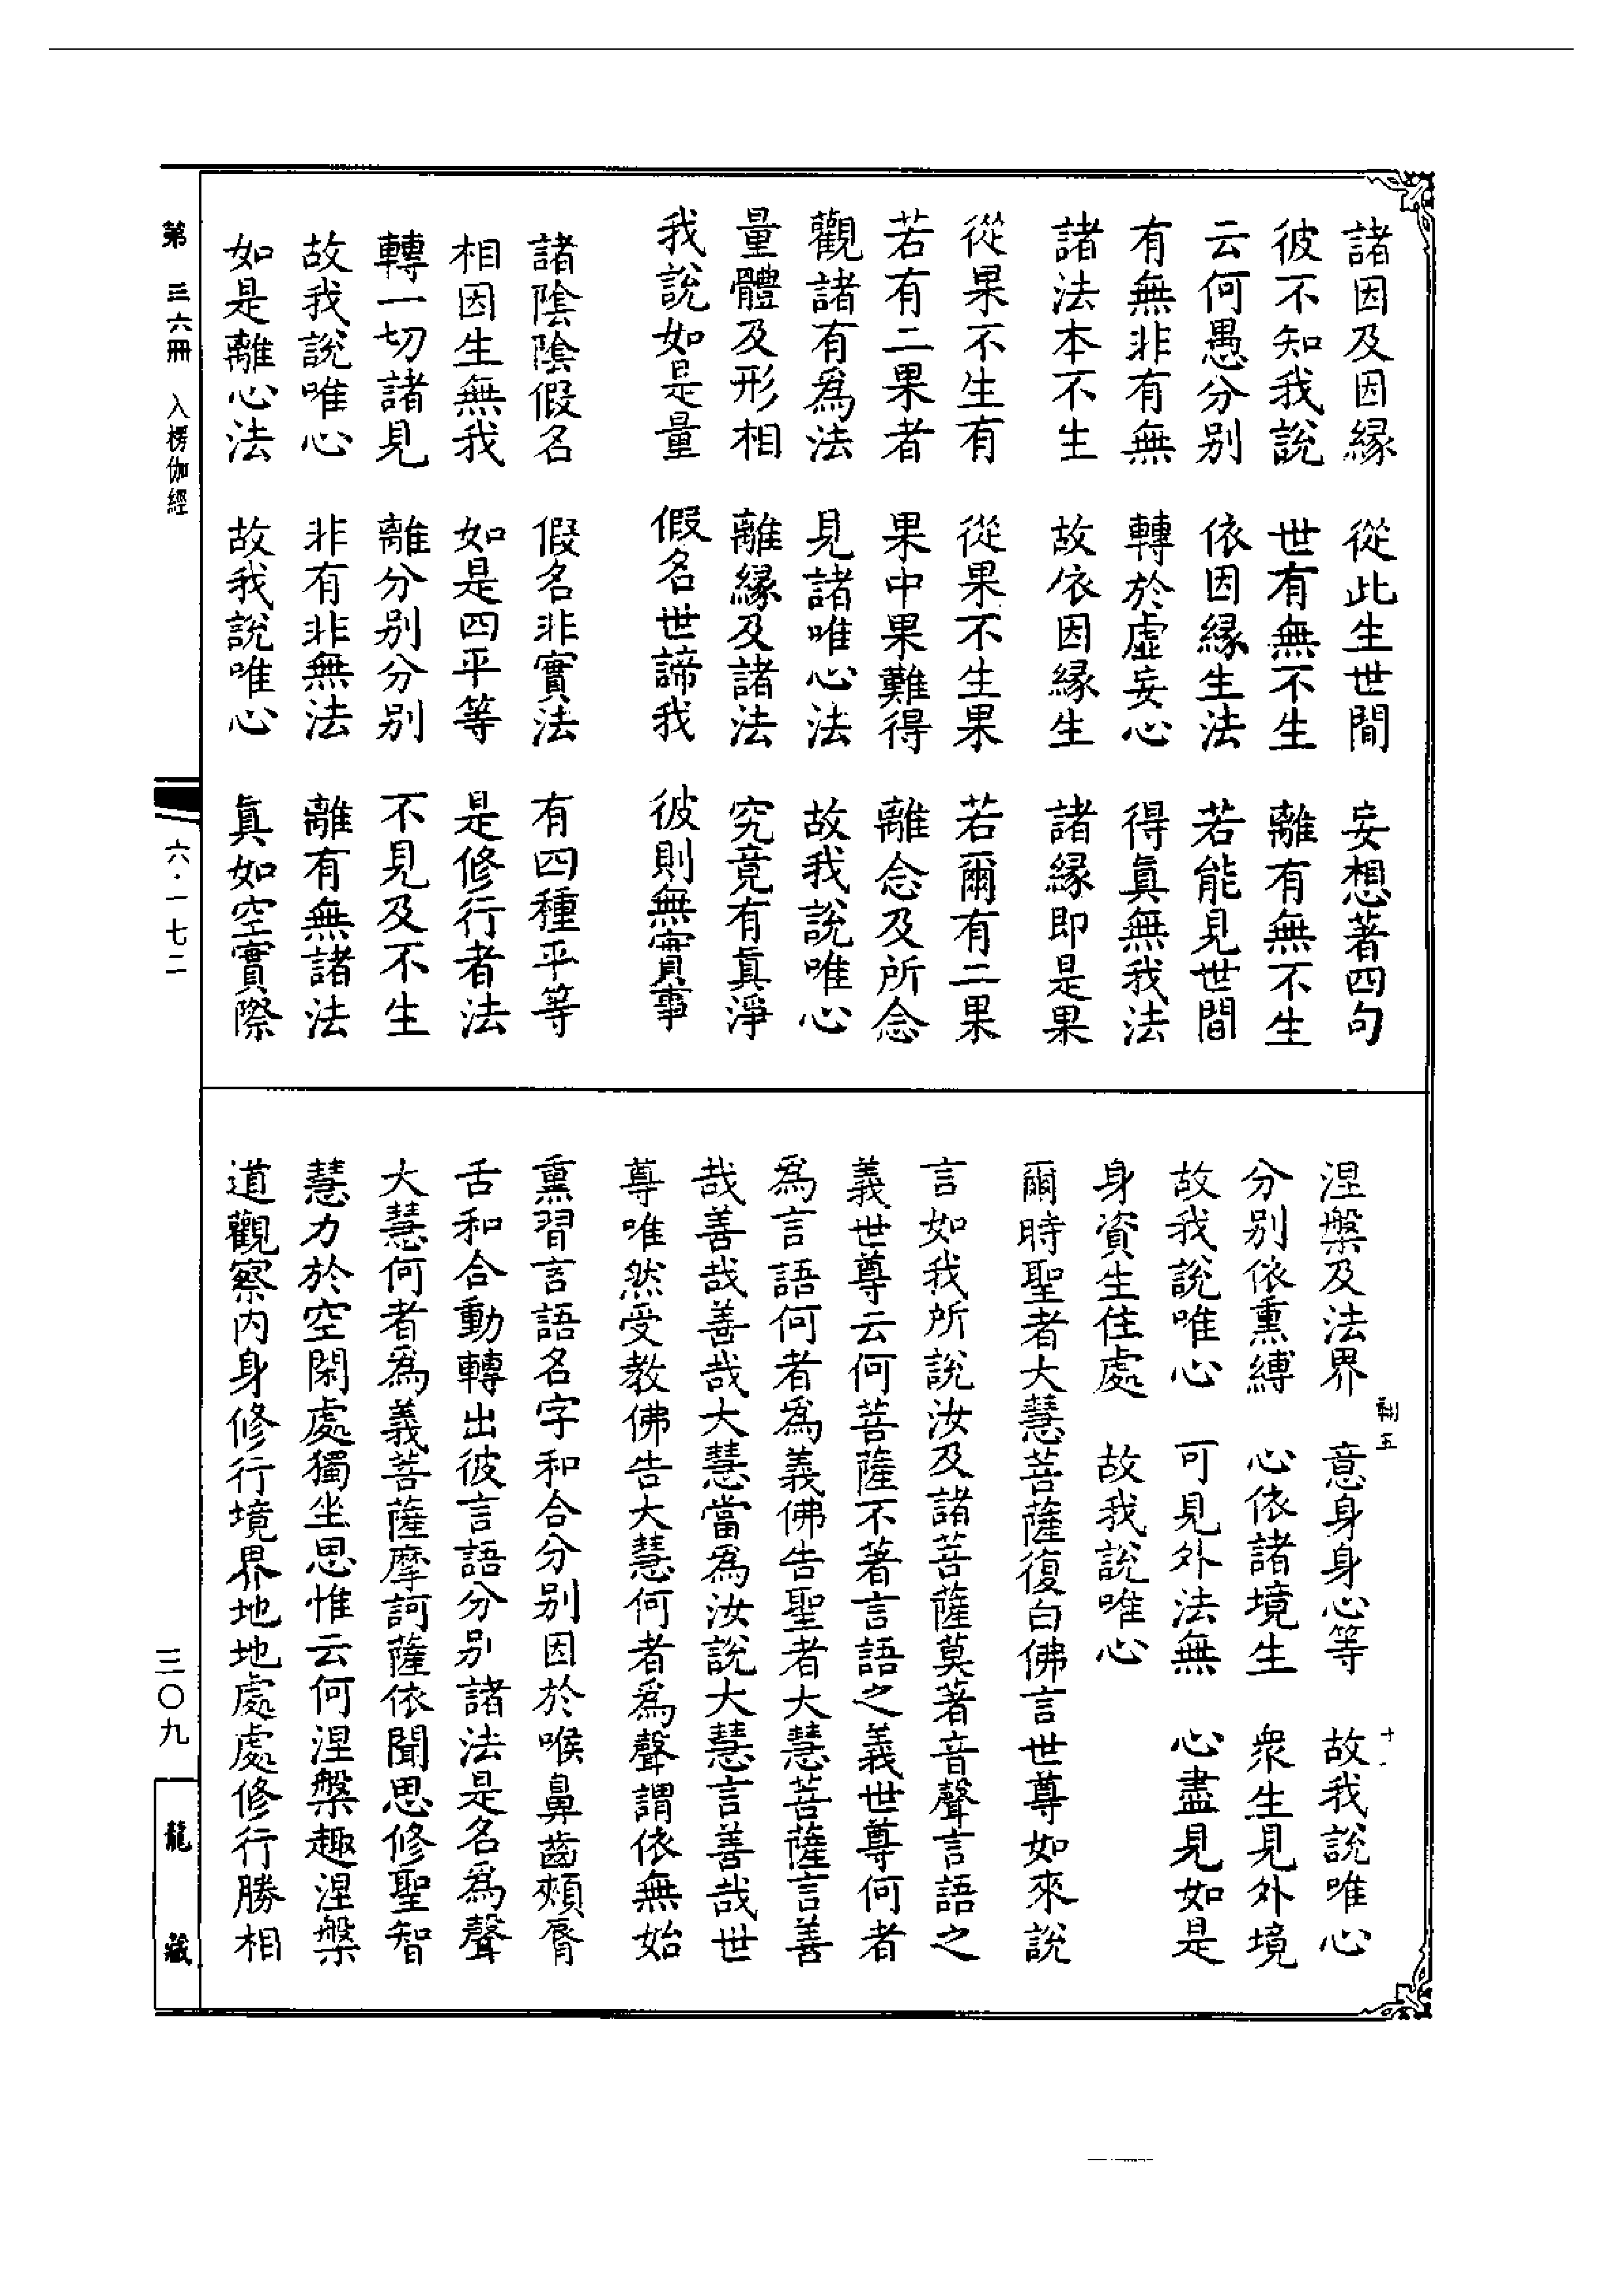 諸因及因縁　從此生世間　妄想著四句
彼不知我說　世有無不生　離有無不生
云何愚分别　依因縁生法　若能見世間
有無非有無　轉於虚妄心　得眞無我法
諸法本不生　故依因縁生　諸縁即是果
從果不生有　從果不生果　若爾有二果
若有二果者　果中果難得　離念及所念
觀諸有爲法　見諸唯心法　故我說唯心
量體及形相　離縁及諸法　究竟有眞淨
我說如是量　假名世諦我　彼則無實事
諸陰陰假名　假名非實法　有四種平等
相因生無我　如是四平等　是修行者法
轉一切諸見　離分别分别　不見及不生
故我說唯心　非有非無法　離有無諸法
如是離心法　故我說唯心　眞如空實際
涅槃及法界　意身身心等　故我說唯心
翻五
十一
分别依熏縛　心依諸境生　衆生見外境
故我說唯心　可見外法無　心盡見如是
身資生住處　故我說唯心
爾時聖者大慧菩薩復白佛言世尊如來說
言如我所說汝及諸菩薩莫著音聲言語之
義世尊云何菩薩不著言語之義世尊何者
爲言語何者爲義佛告聖者大慧菩薩言善
哉善哉善哉大慧當爲汝說大慧言善哉世
尊唯然受教佛告大慧何者爲聲謂依無始
熏習言語名字和合分别因於喉鼻齒頰脣
舌和合動轉出彼言語分别諸法是名爲聲
大慧何者爲義菩薩摩訶薩依聞思修聖智
慧力於空閑處獨坐思惟云何涅槃趣涅槃
道觀察内身修行境界地地處處修行勝相
第三六冊　入楞伽經
六·一七二
三〇九
龍藏